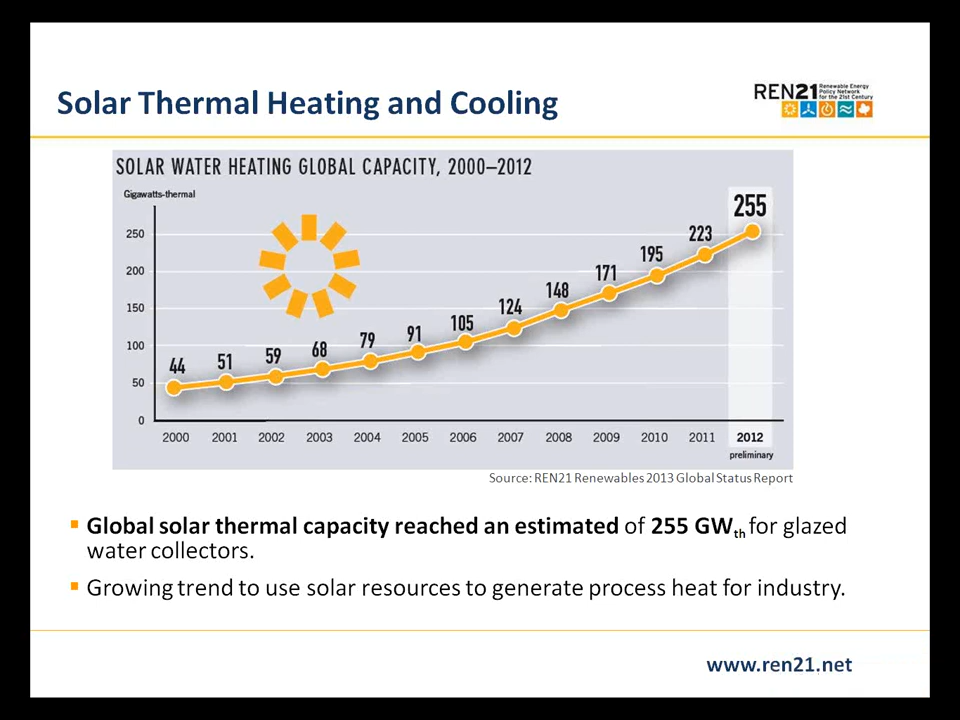 Solar Thermal Heating and Cooling
REN21 Renewable Energy
Policy Network
for the 21st Century
SOLAR WATER HEATING GLOBAL CAPACITY, 2000–2012
Gigawatts-thermal
250
200
150
100
50
0
44 51 59 68 79 91 105 124 148 171 195 223 255
2000 2001 2002 2003 2004 2005 2006 2007 2008 2009 2010 2011 2012
preliminary
Source: REN21 Renewables 2013 Global Status Report
▪ Global solar thermal capacity reached an estimated of 255 GWth for glazed
water collectors.
▪ Growing trend to use solar resources to generate process heat for industry.
www.ren21.net